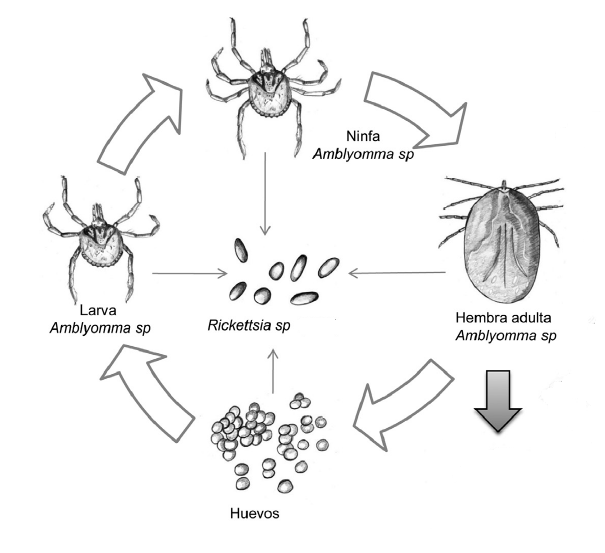 Ninfa
Amblyomma sp
Larva
Amblyomma sp
Rickettsia sp
Hembra adulta
Amblyomma sp
Huevos